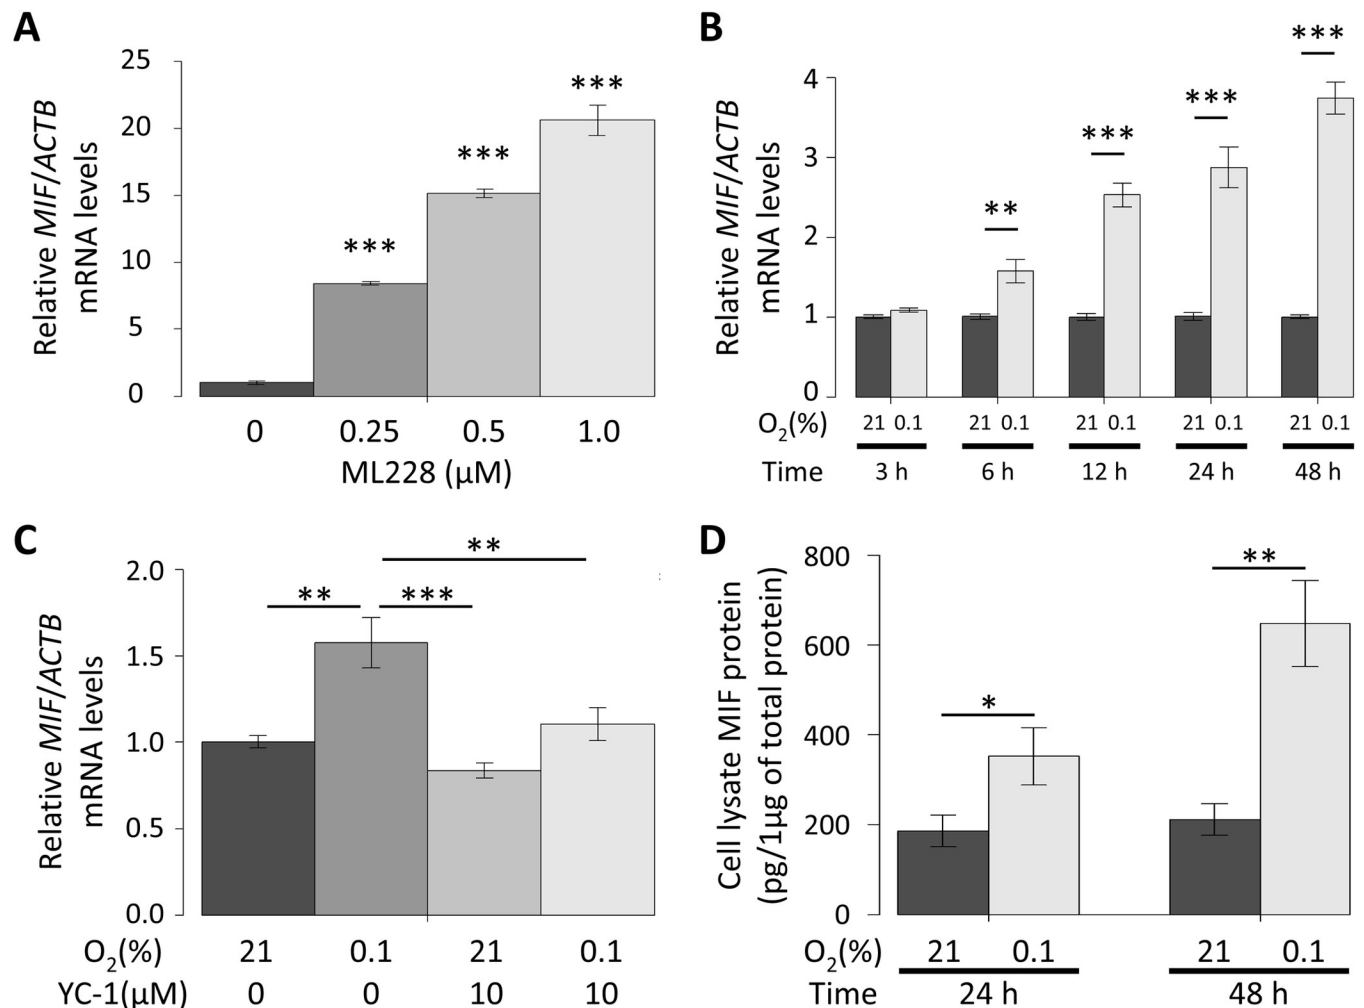 A
Relative MIF/ACTB
mRNA levels
25
20
15
10
5
0
***
***
***
0 0.25 0.5 1.0
ML228 (µM)
B
Relative MIF/ACTB
mRNA levels
4
3
2
1
0
**
***
***
***
O2(%) 21 0.1 21 0.1 21 0.1 21 0.1 21 0.1
Time 3 h 6 h 12 h 24 h 48 h
C
Relative MIF/ACTB
mRNA levels
2.0
1.5
1.0
0.5
0.0
**
** ***
O2(%) 21 0.1 21 0.1
YC-1(µM) 0 0 10 10
D
Cell lysate MIF protein
(pg/1µg of total protein)
800
600
400
200
0
*
**
O2(%) 21 0.1 21 0.1
Time 24 h 48 h